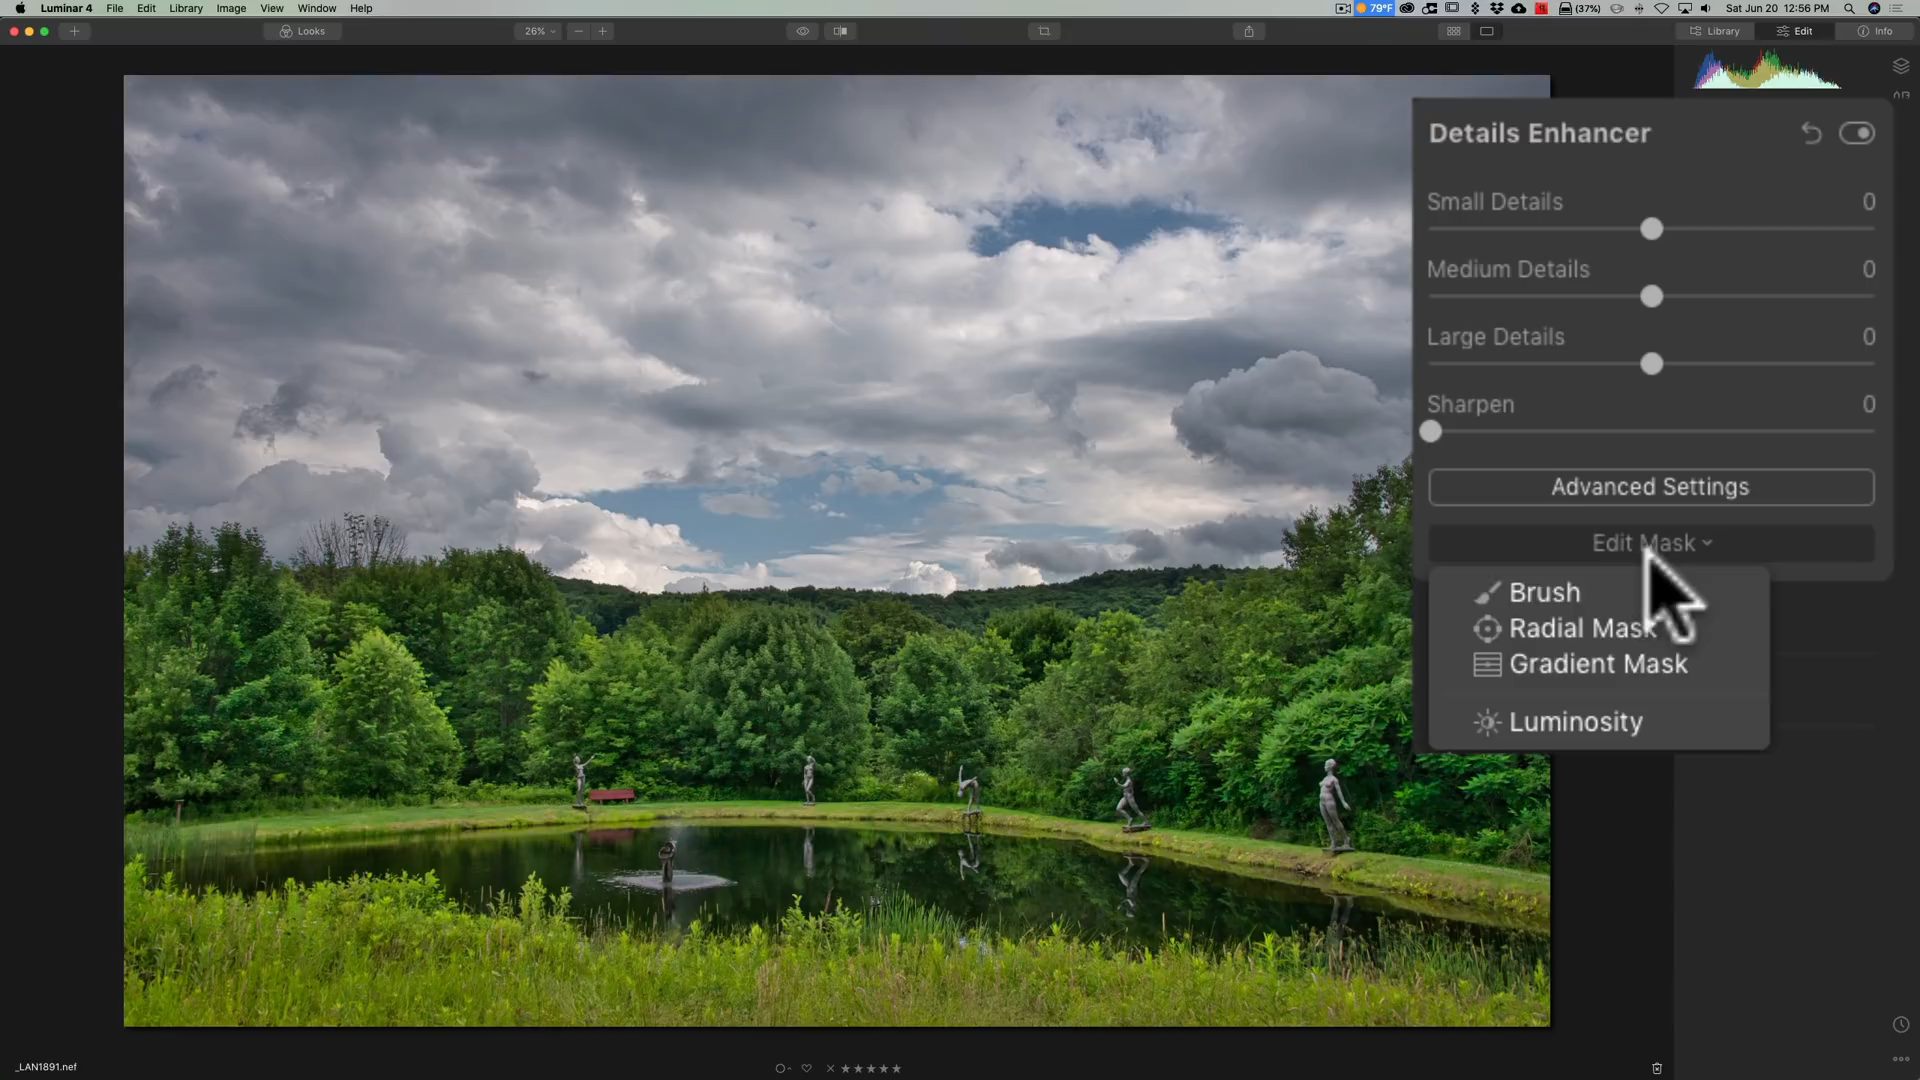 Luminar 4 File Edit Library Image View Window Help
79°F
(37%)
Sat Jun 20 12:56 PM
Looks
26%
Library
Edit
Info
Details Enhancer
Small Details 0
Medium Details 0
Large Details 0
Sharpen 0
Advanced Settings
Edit Mask
Brush
Radial Mask
Gradient Mask
Luminosity
_LAN1891.nef